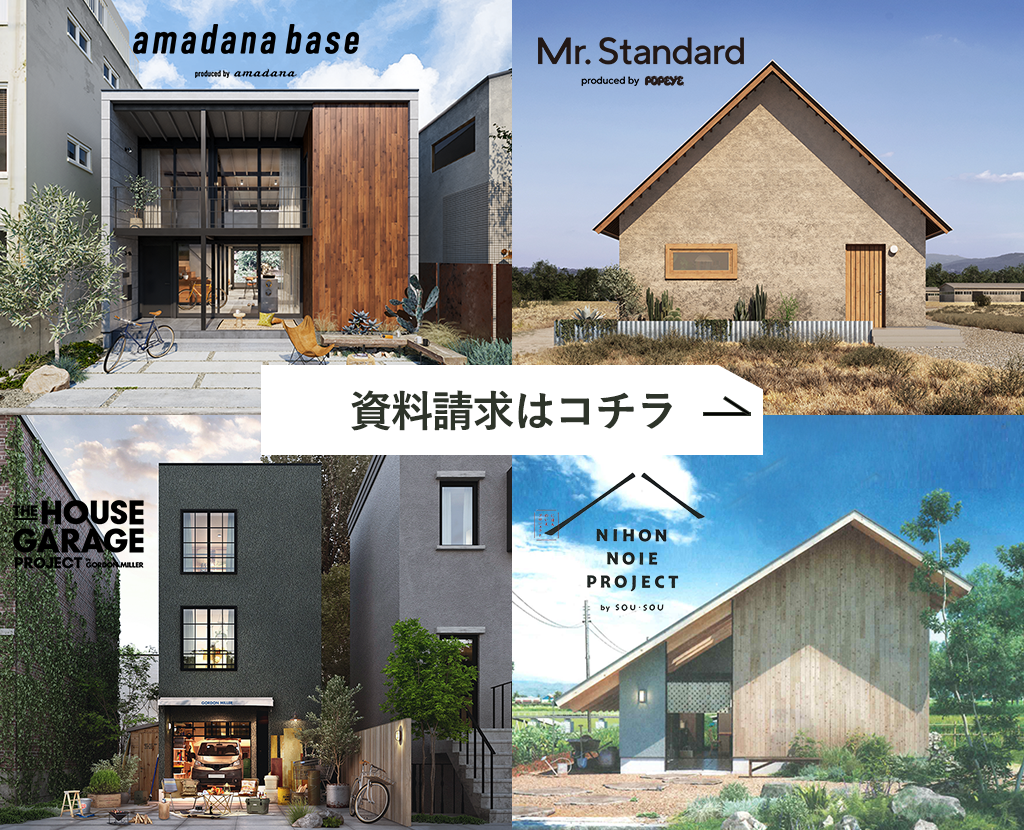 amadana base
produced by amadana
Mr. Standard
produced by POPEYE
資料請求はコチラ
THE HOUSE
GARAGE
PROJECT by GORDON MILLER
GORDON MILLER
NIHON
NOIE
PROJECT
by SOU・SOU